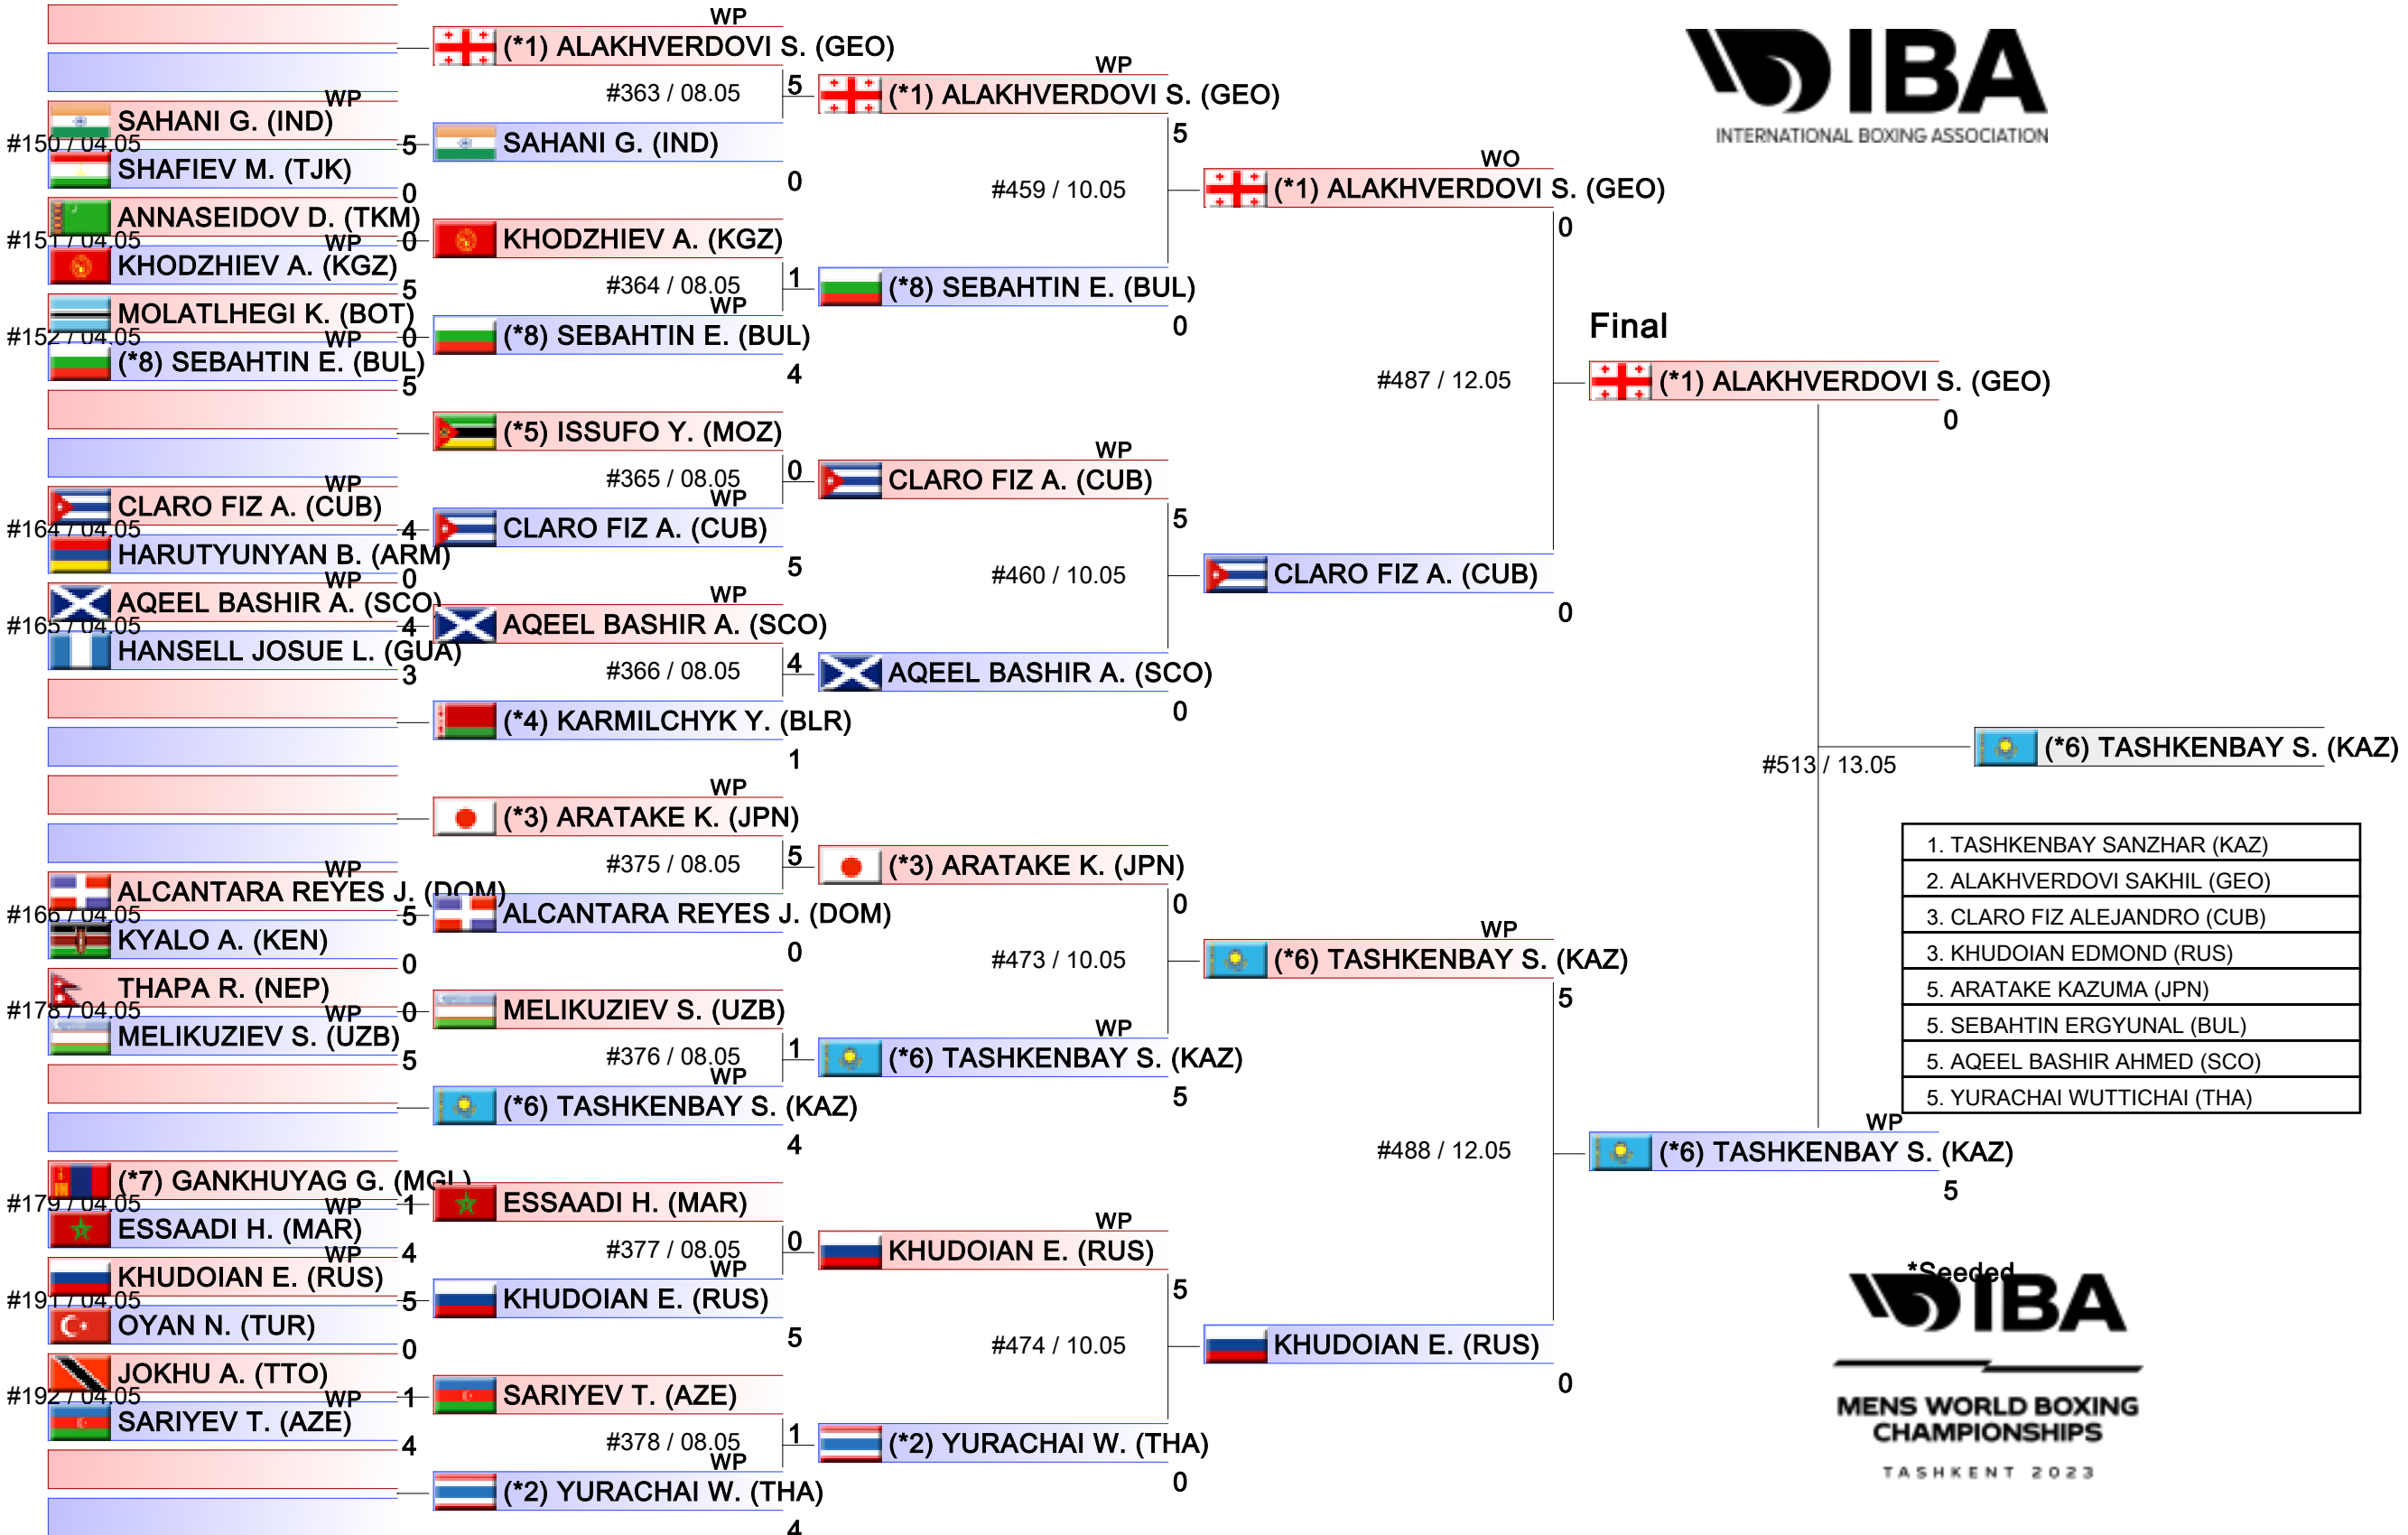 WP
(*1) ALAKHVERDOVI S. (GEO)
#363 / 08.05
5
WP
SAHANI G. (IND)
5
#150 / 04.05
SHAFIEV M. (TJK)
0
SAHANI G. (IND)
0
WP
(*1) ALAKHVERDOVI S. (GEO)
5
#459 / 10.05
ANNASEIDOV D. (TKM)
0
#151 / 04.05
WP
KHODZHIEV A. (KGZ)
5
KHODZHIEV A. (KGZ)
1
#364 / 08.05
MOLATLHEGI K. (BOT)
0
#152 / 04.05
WP
(*8) SEBAHTIN E. (BUL)
5
WP
(*8) SEBAHTIN E. (BUL)
4
(*8) SEBAHTIN E. (BUL)
0
WO
(*1) ALAKHVERDOVI S. (GEO)
0
#487 / 12.05
(*5) ISSUFO Y. (MOZ)
0
#365 / 08.05
WP
CLARO FIZ A. (CUB)
4
#164 / 04.05
HARUTYUNYAN B. (ARM)
0
WP
CLARO FIZ A. (CUB)
5
WP
CLARO FIZ A. (CUB)
5
#460 / 10.05
WP
AQEEL BASHIR A. (SCO)
4
#165 / 04.05
HANSELL JOSUE L. (GUA)
3
WP
AQEEL BASHIR A. (SCO)
4
#366 / 08.05
(*4) KARMILCHYK Y. (BLR)
1
AQEEL BASHIR A. (SCO)
0
CLARO FIZ A. (CUB)
0
Final
(*1) ALAKHVERDOVI S. (GEO)
0
#513 / 13.05
(*6) TASHKENBAY S. (KAZ)
WP
(*3) ARATAKE K. (JPN)
5
#375 / 08.05
WP
ALCANTARA REYES J. (DOM)
5
#166 / 04.05
KYALO A. (KEN)
0
ALCANTARA REYES J. (DOM)
0
(*3) ARATAKE K. (JPN)
0
#473 / 10.05
THAPA R. (NEP)
0
#178 / 04.05
WP
MELIKUZIEV S. (UZB)
5
MELIKUZIEV S. (UZB)
1
#376 / 08.05
WP
(*6) TASHKENBAY S. (KAZ)
4
WP
(*6) TASHKENBAY S. (KAZ)
5
WP
(*6) TASHKENBAY S. (KAZ)
5
#488 / 12.05
(*7) GANKHUYAG G. (MGL)
1
#179 / 04.05
WP
ESSAADI H. (MAR)
4
ESSAADI H. (MAR)
0
#377 / 08.05
WP
KHUDOIAN E. (RUS)
5
#191 / 04.05
OYAN N. (TUR)
0
WP
KHUDOIAN E. (RUS)
5
WP
KHUDOIAN E. (RUS)
5
#474 / 10.05
JOKHU A. (TTO)
1
#192 / 04.05
WP
SARIYEV T. (AZE)
4
SARIYEV T. (AZE)
1
#378 / 08.05
WP
(*2) YURACHAI W. (THA)
4
(*2) YURACHAI W. (THA)
0
KHUDOIAN E. (RUS)
0
WP
(*6) TASHKENBAY S. (KAZ)
5
IBA
INTERNATIONAL BOXING ASSOCIATION
1. TASHKENBAY SANZHAR (KAZ)
2. ALAKHVERDOVI SAKHIL (GEO)
3. CLARO FIZ ALEJANDRO (CUB)
3. KHUDOIAN EDMOND (RUS)
5. ARATAKE KAZUMA (JPN)
5. SEBAHTIN ERGYUNAL (BUL)
5. AQEEL BASHIR AHMED (SCO)
5. YURACHAI WUTTICHAI (THA)
*Seeded
IBA
MENS WORLD BOXING
CHAMPIONSHIPS
TASHKENT 2023